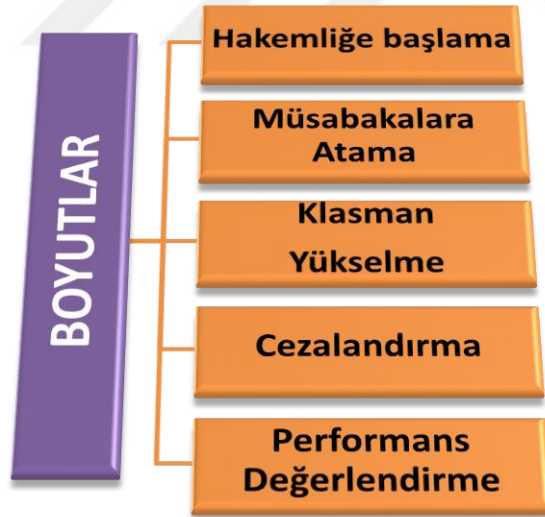 BOYUTLAR
Hakemliğe başlama
Müsabakalara
Atama
Klasman
Yükselme
Cezalandırma
Performans
Değerlendirme